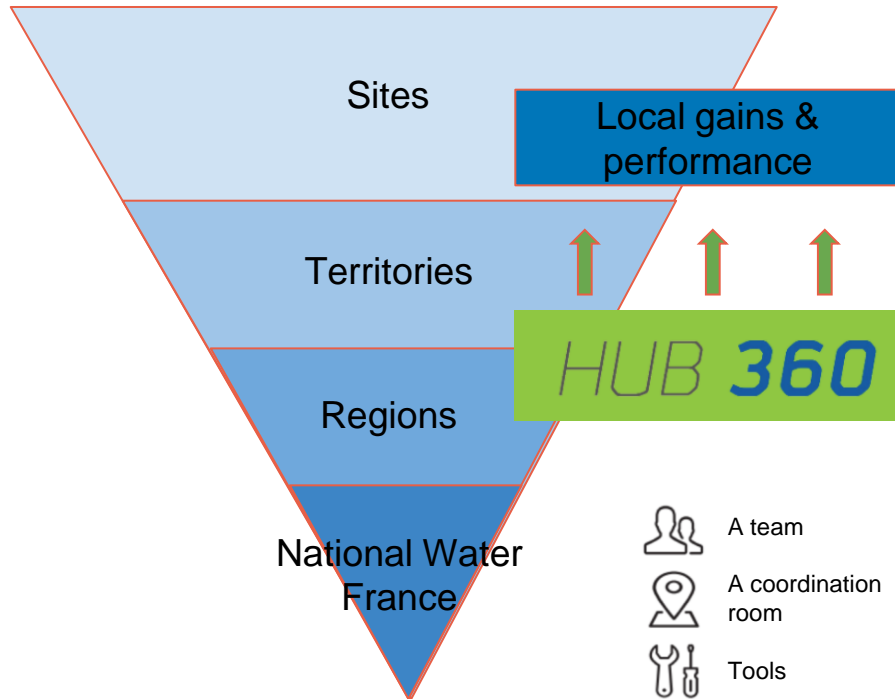 Sites
Local gains &
performance
Territories
HUB 360
Regions
National Water
France
A team
A coordination
room
Tools